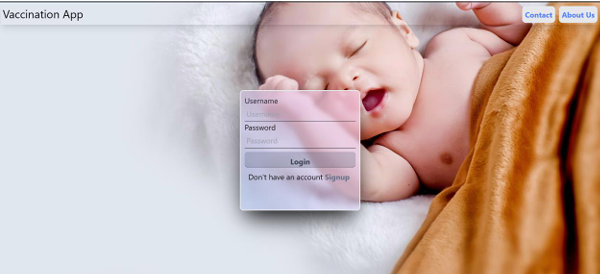 Vaccination App
Contact
About Us
Username
Username
Password
Password
Login
Don't have an account Signup